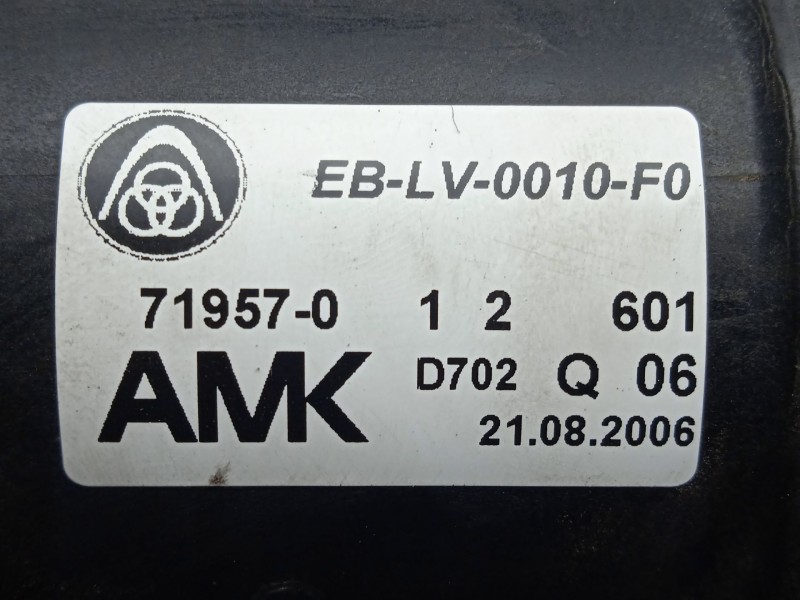 EB-LV-0010-F0
71957-0 1 2 601
AMK D702 Q 06
21.08.2006